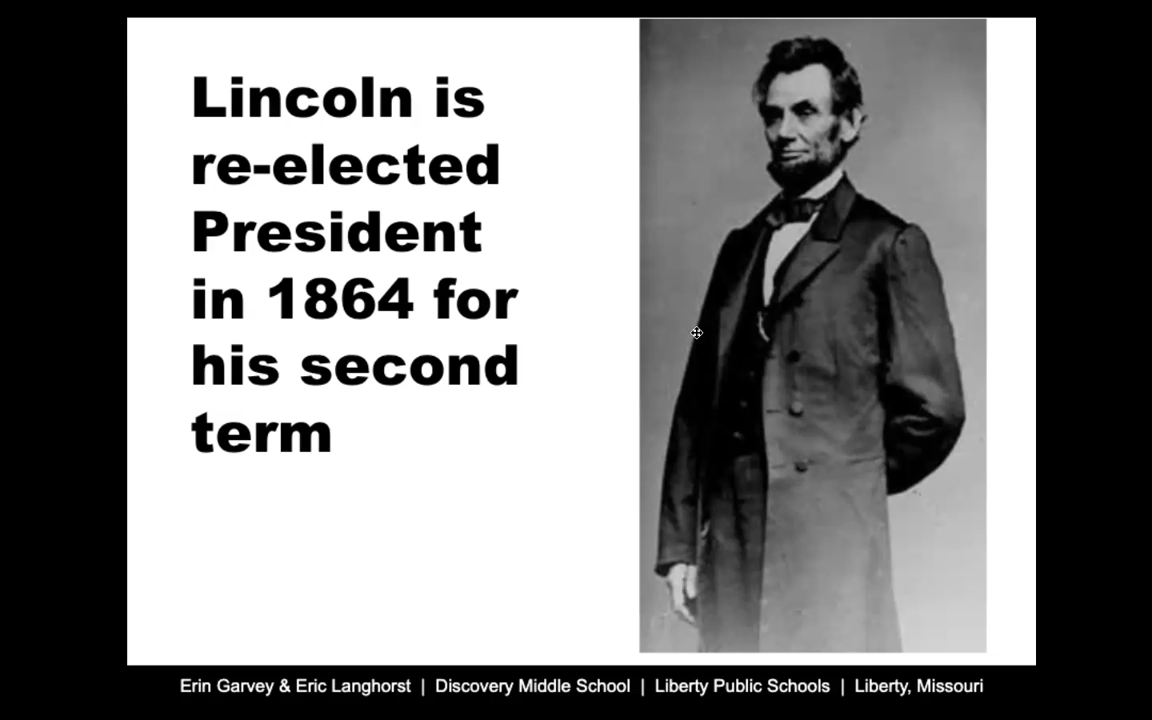 Lincoln is
re-elected
President
in 1864 for
his second
term
Erin Garvey & Eric Langhorst | Discovery Middle School | Liberty Public Schools | Liberty, Missouri